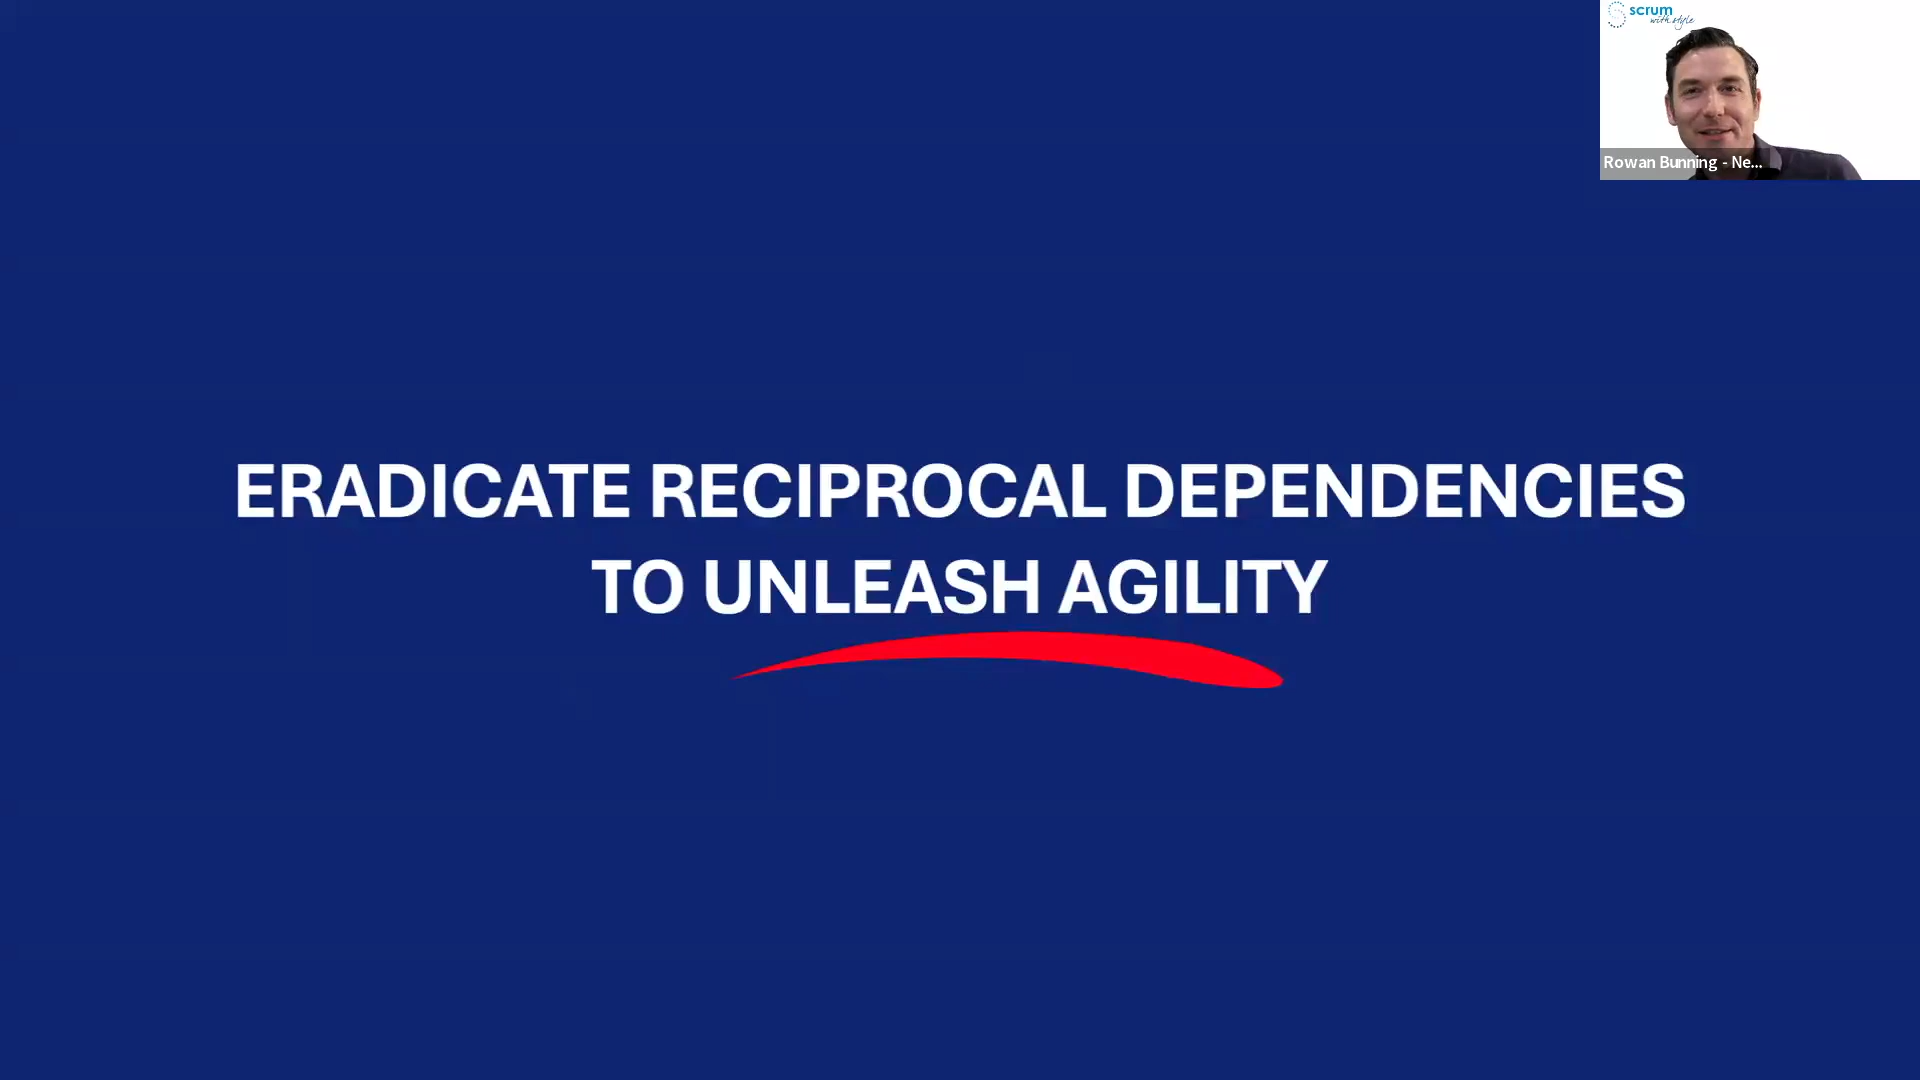 scrum
with style
Rowan Bunning - Ne...
ERADICATE RECIPROCAL DEPENDENCIES
TO UNLEASH AGILITY